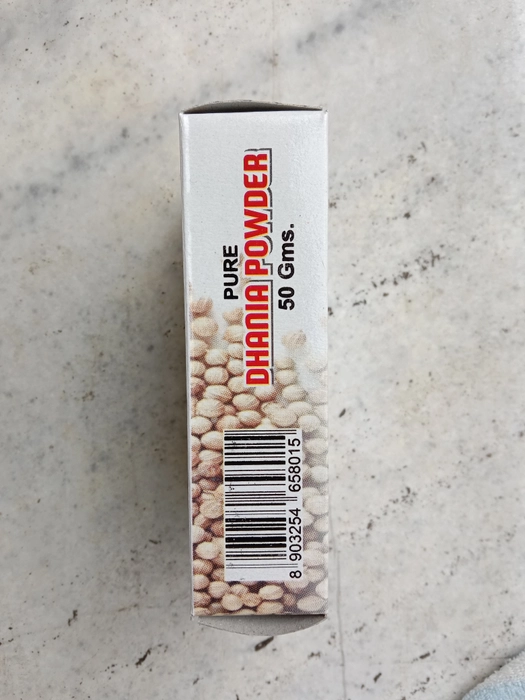 PURE
DHANIA POWDER
50 Gms.
8 903254 658015